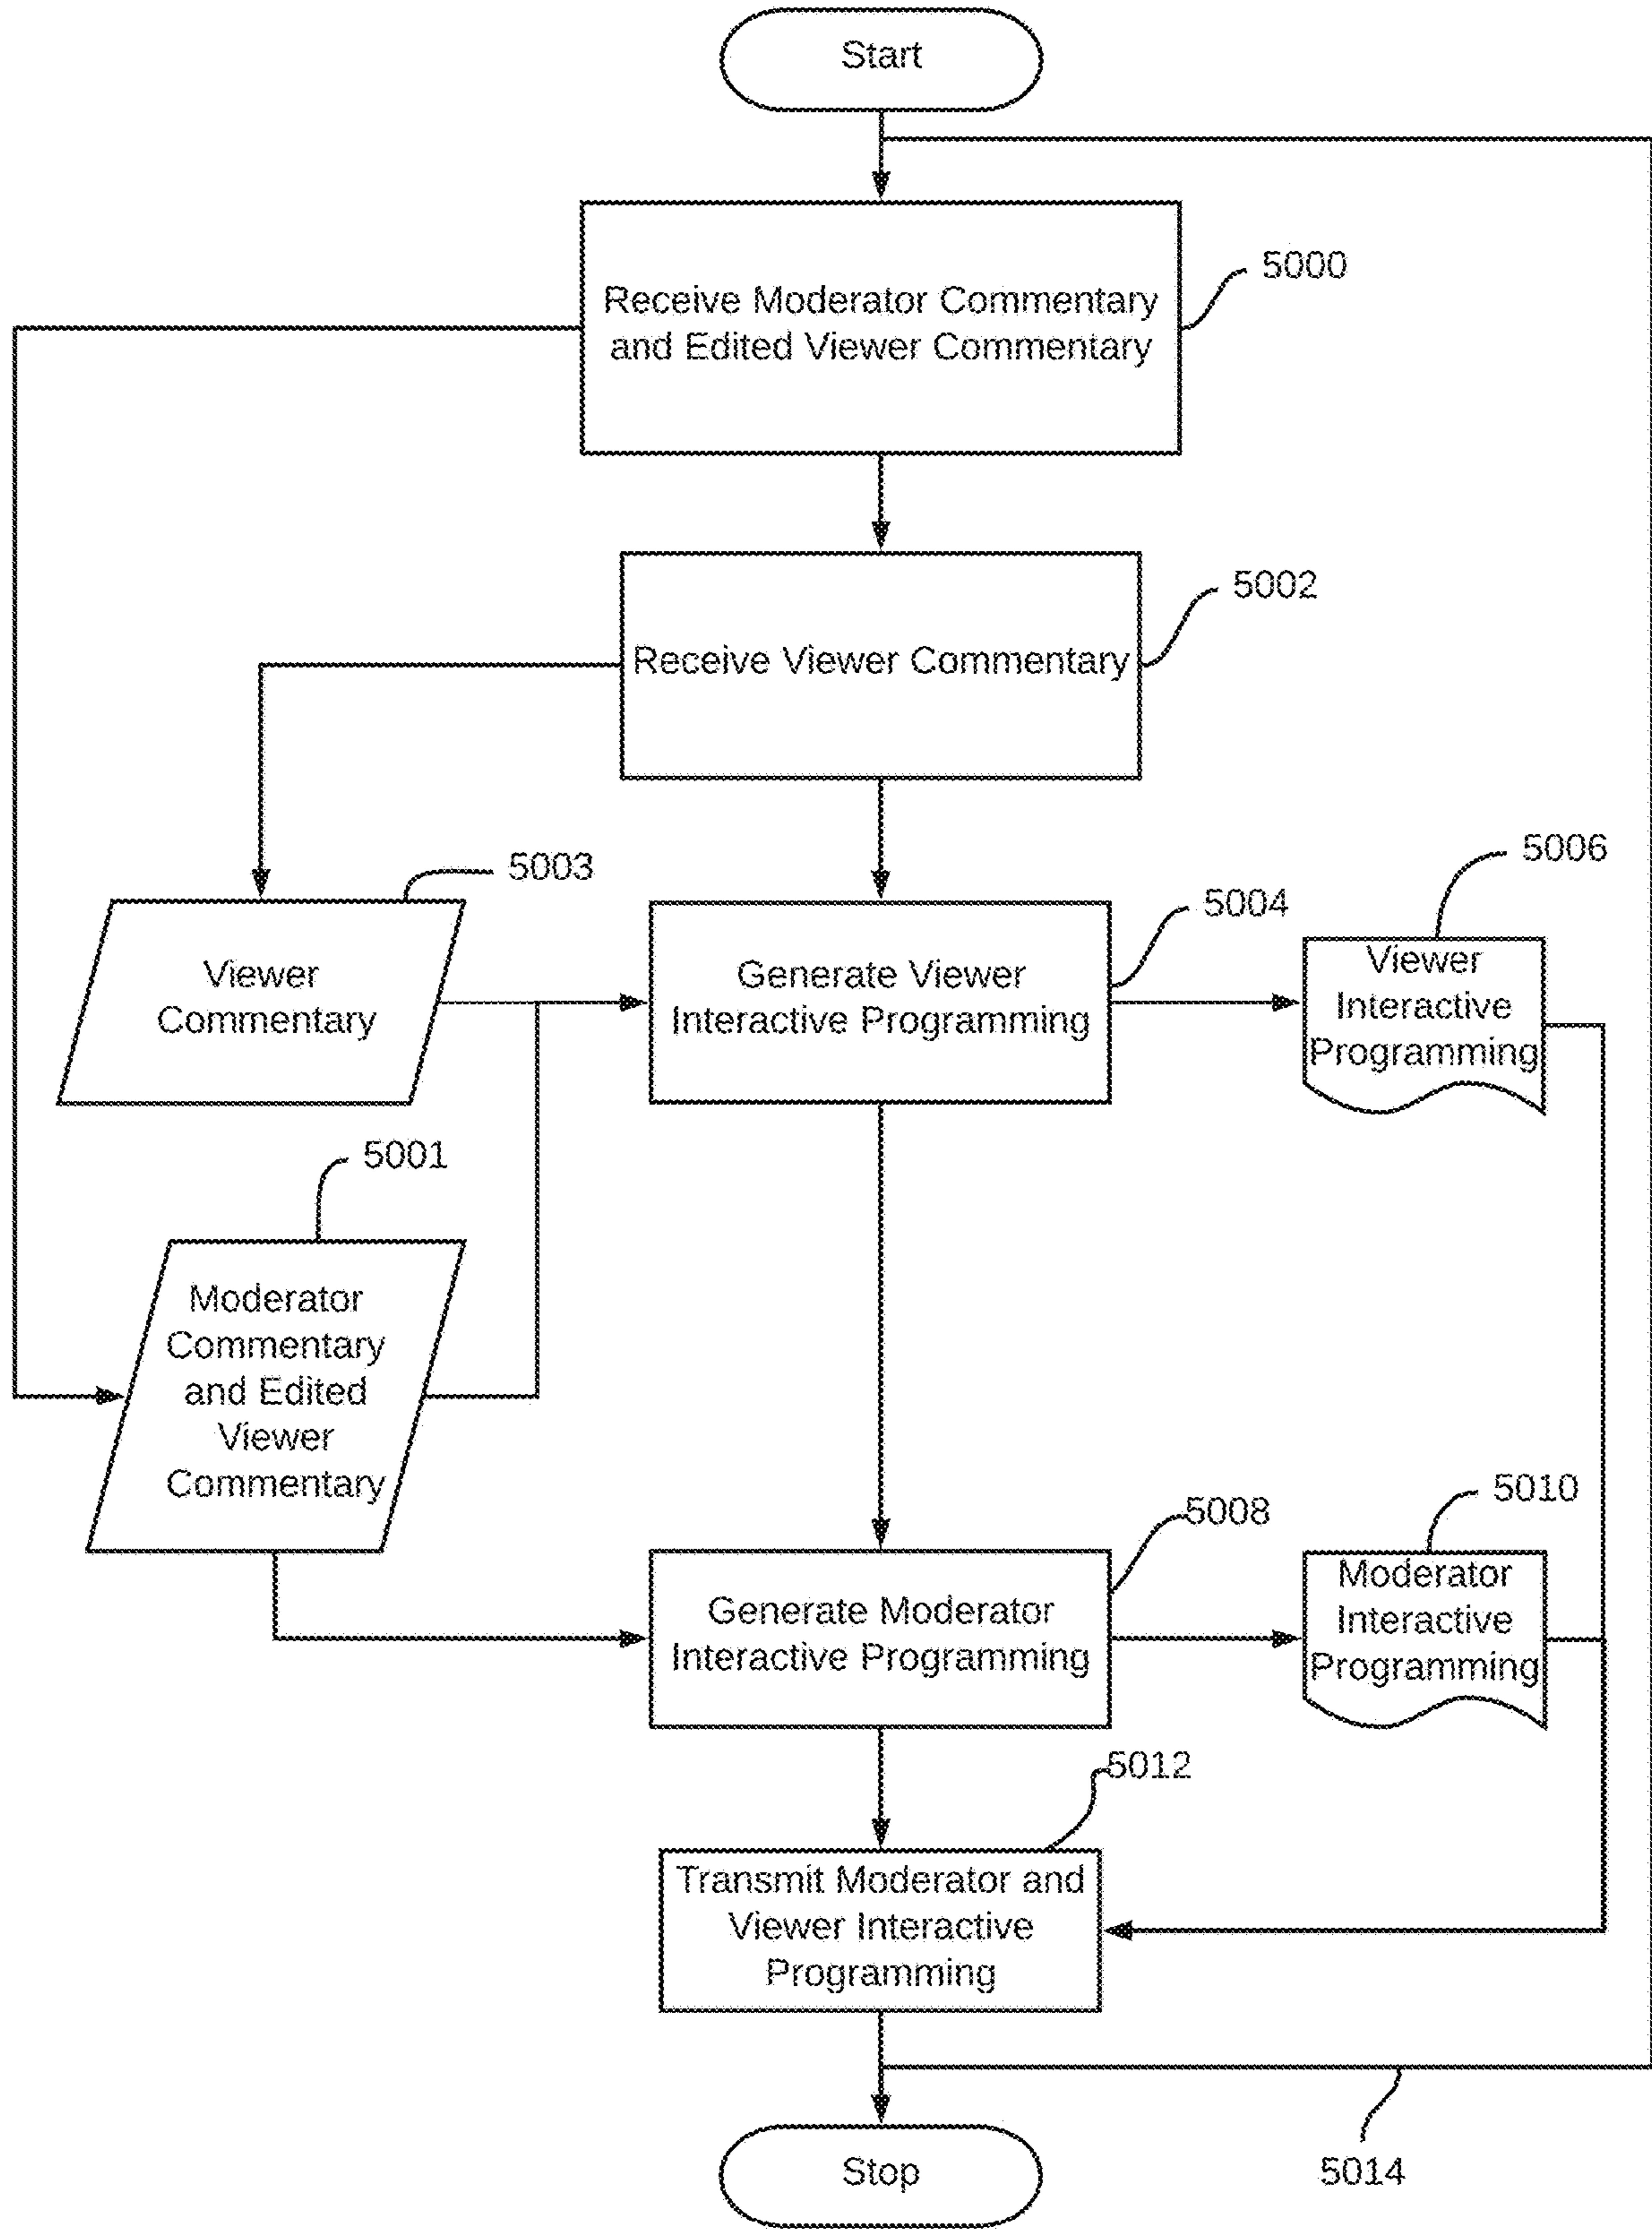 Start
5000
Receive Moderator Commentary
and Edited Viewer Commentary
5002
Receive Viewer Commentary
5003
5006
5004
Viewer
Commentary
Generate Viewer
Interactive Programming
Viewer
Interactive
Programming
5001
Moderator
Commentary
and Edited
Viewer
Commentary
5008
5010
Generate Moderator
Interactive Programming
Moderator
Interactive
Programming
5012
Transmit Moderator and
Viewer Interactive
Programming
Stop
5014